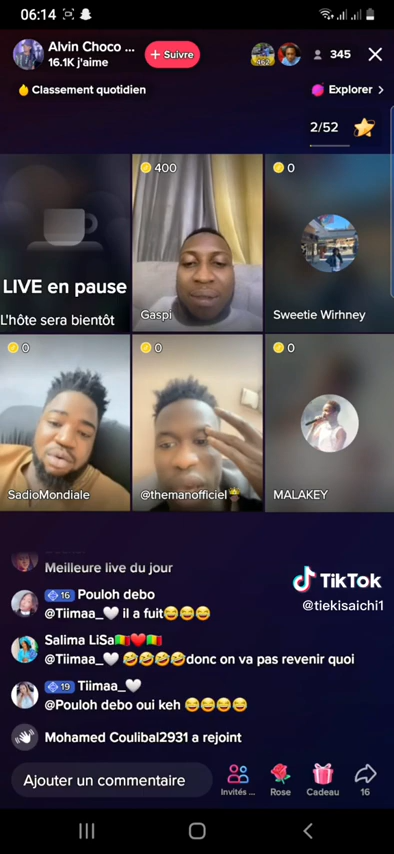 06:14
Alvin Choco ...
16.1K j'aime
+ Suivre
462
345
Classement quotidien
Explorer >
2/52
LIVE en pause
L'hôte sera bientôt
400
Gaspi
0
Sweetie Wirhney
0
SadioMondiale
0
@themanofficiel
0
MALAKEY
Meilleure live du jour
16 Pouloh debo
@Tiimaa_🤍 il a fuit😂😂😂
Salima LiSa🇲🇱❤️🇲🇱
@Tiimaa_🤍 🤣🤣🤣🤣donc on va pas revenir quoi
19 Tiimaa_🤍
@Pouloh debo oui keh 😂😂😂😂
Mohamed Coulibal2931 a rejoint
TikTok
@tiekisaichi1
Ajouter un commentaire
Invités ...
Rose
Cadeau
16